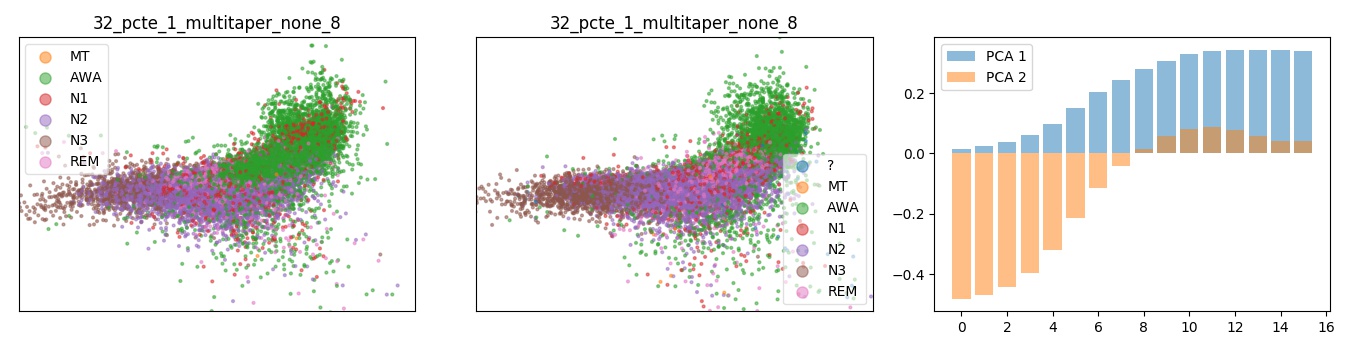 32_pcte_1_multitaper_none_8
MT
AWA
N1
N2
N3
REM
32_pcte_1_multitaper_none_8
?
MT
AWA
N1
N2
N3
REM
PCA 1
PCA 2
0.2
0.0
−0.2
−0.4
0 2 4 6 8 10 12 14 16